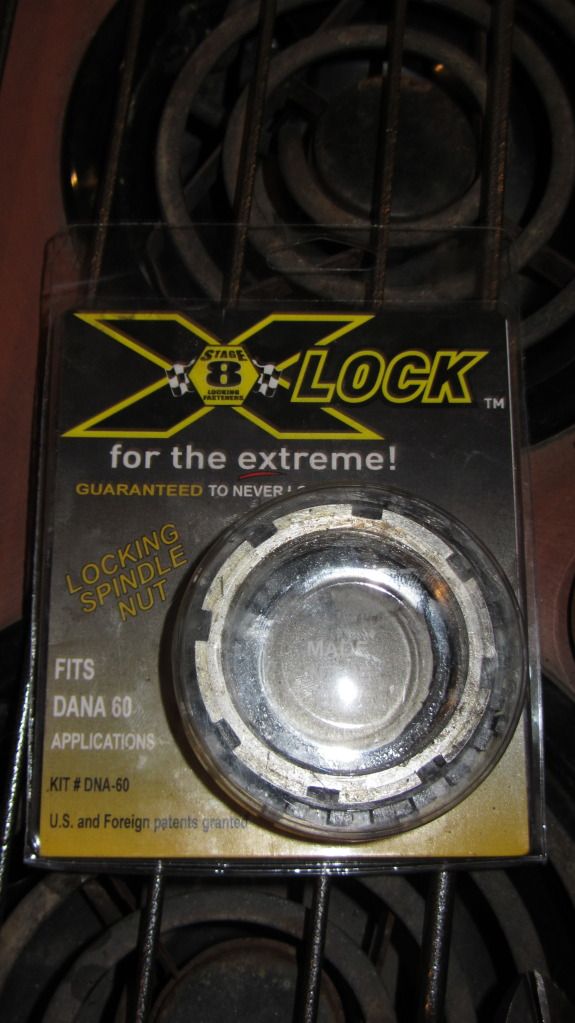 STAGE
8
LOCKING
FASTENERS
X LOCK ™
for the extreme!
GUARANTEED TO NEVER
LOCKING
SPINDLE
NUT
MADE
FITS
DANA 60
APPLICATIONS
KIT # DNA-60
U.S. and Foreign patents granted